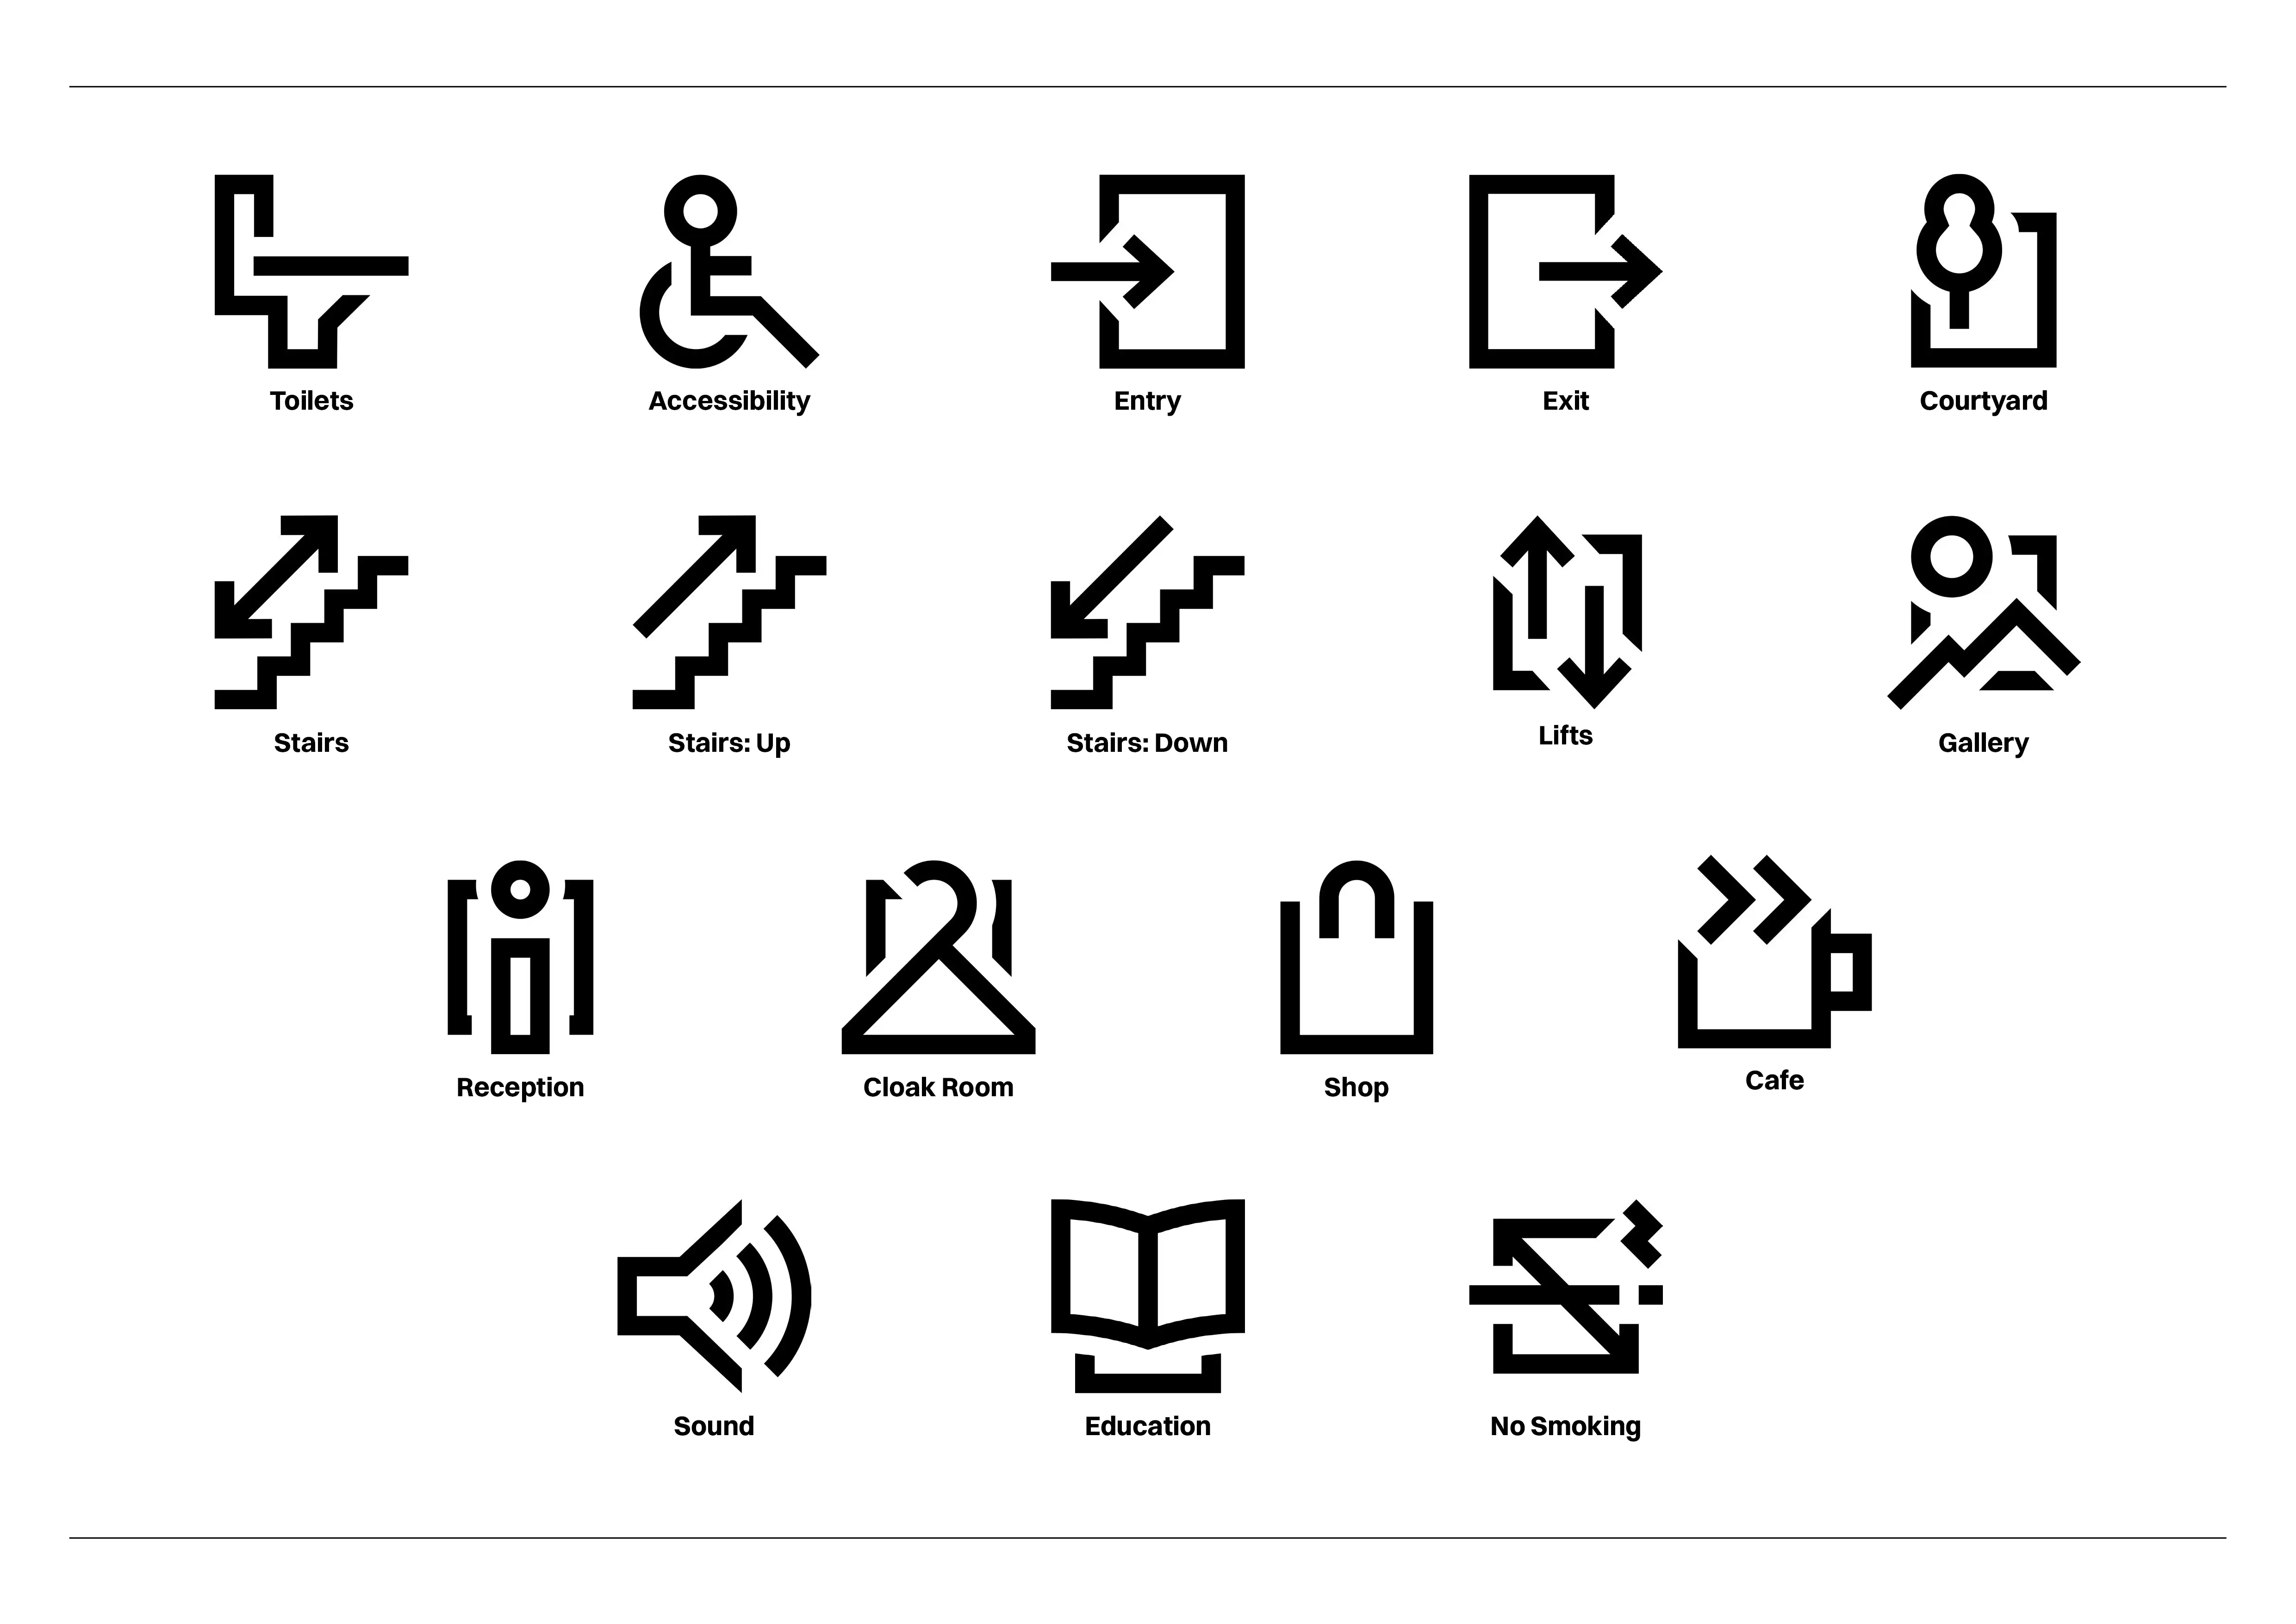 Toilets
Accessibility
Entry
Exit
Courtyard
Stairs
Stairs: Up
Stairs: Down
Lifts
Gallery
Reception
Cloak Room
Shop
Cafe
Sound
Education
No Smoking